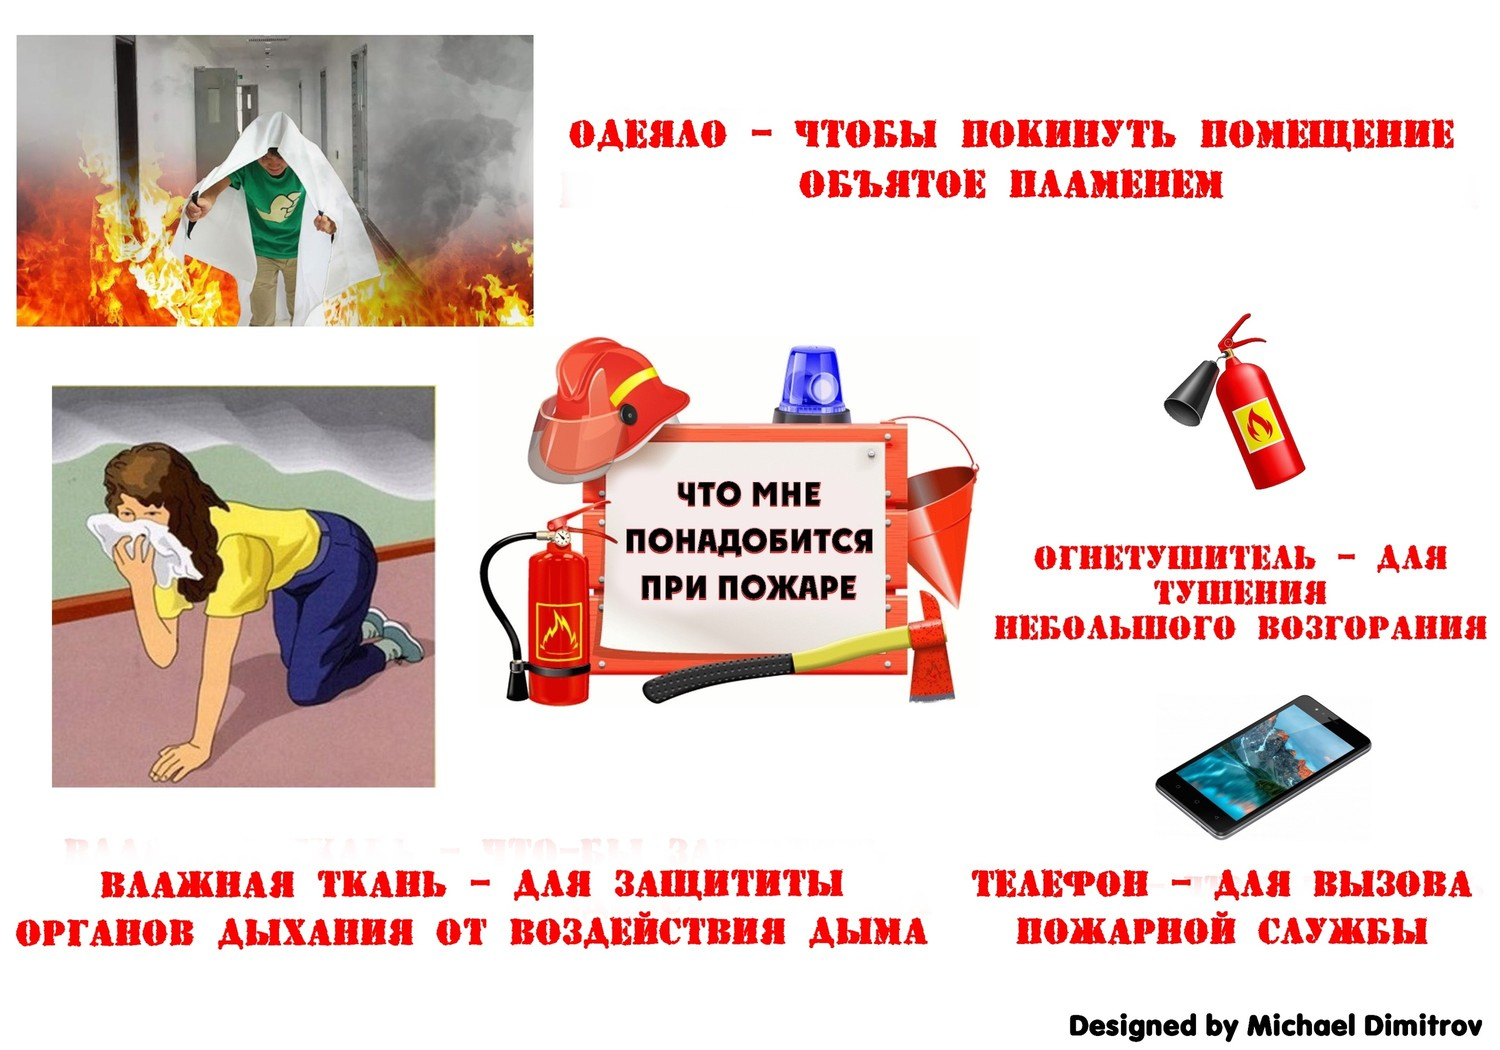 ОДЕЯЛО - ЧТОБЫ ПОКИНУТЬ ПОМЕЩЕНИЕ
ОБЪЯТОЕ ПЛАМЕНЕМ
ЧТО МНЕ
ПОНАДОБИТСЯ
ПРИ ПОЖАРЕ
ОГНЕТУШИТЕЛЬ - ДЛЯ
ТУШЕНИЯ
НЕБОЛЬШОГО ВОЗГОРАНИЯ
ВЛАЖНАЯ ТКАНЬ - ДЛЯ ЗАЩИТИТЫ
ОРГАНОВ ДЫХАНИЯ ОТ ВОЗДЕЙСТВИЯ ДЫМА
ТЕЛЕФОН - ДЛЯ ВЫЗОВА
ПОЖАРНОЙ СЛУЖБЫ
Designed by Michael Dimitrov